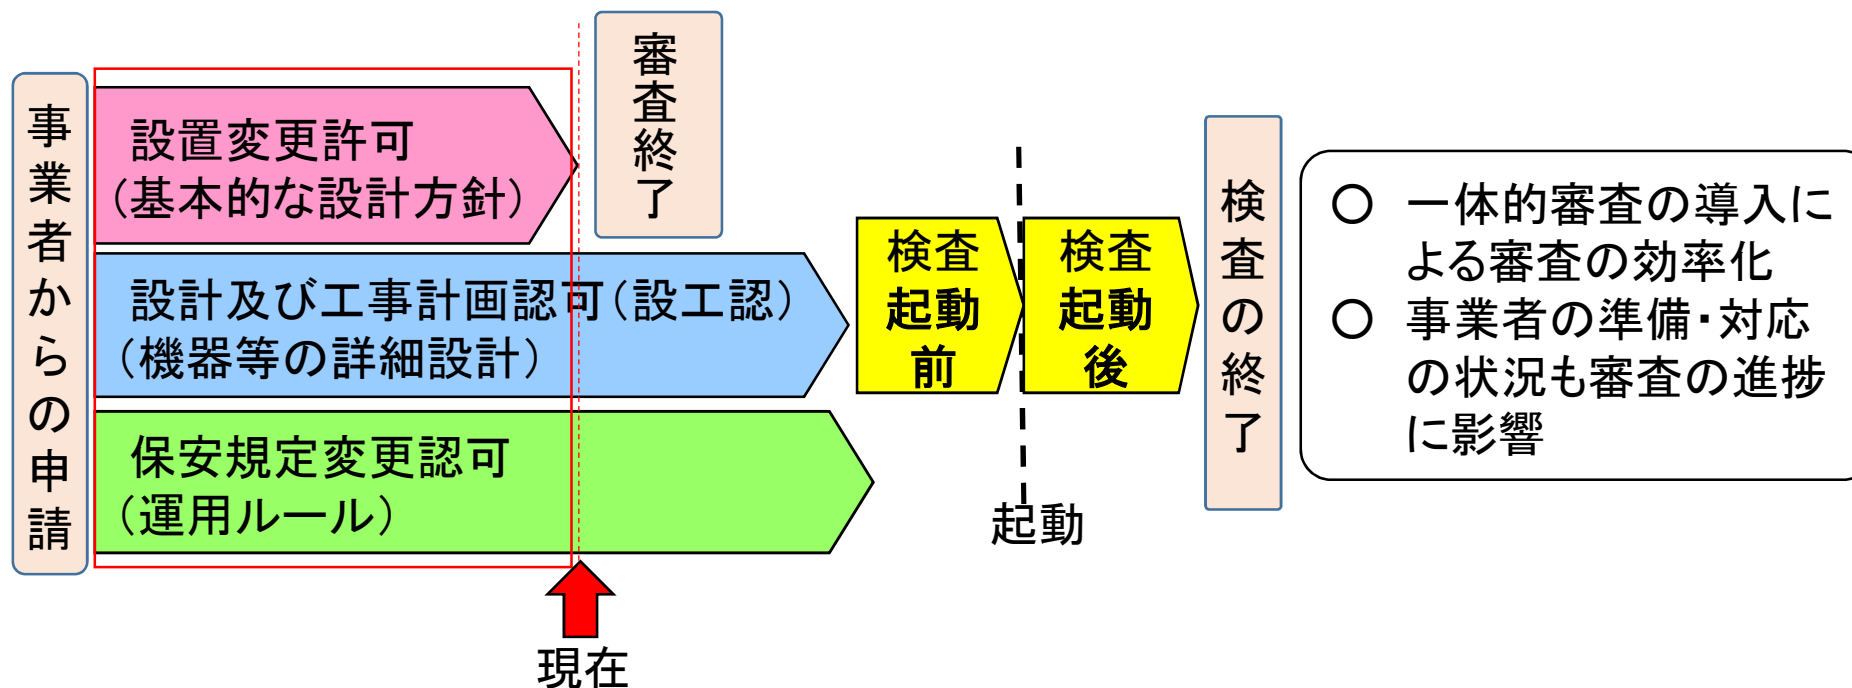 事業者からの申請
設置変更許可
（基本的な設計方針）
審査終了
設計及び工事計画認可（設工認）
（機器等の詳細設計）
保安規定変更認可
（運用ルール）
現在
検査
起動
前
検査
起動
後
起動
検査の終了
〇 一体的審査の導入に
よる審査の効率化
〇 事業者の準備・対応
の状況も審査の進捗
に影響